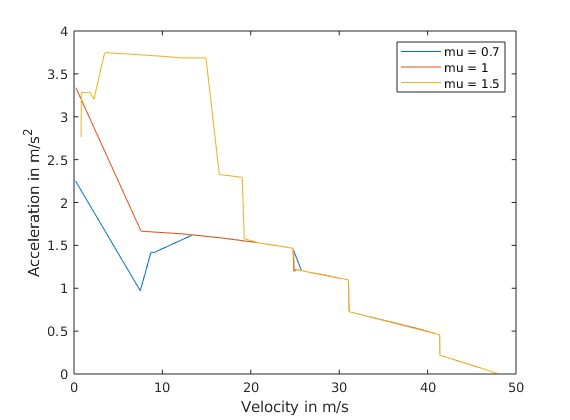 4
3.5
3
2.5
2
1.5
1
0.5
0
Acceleration in m/s²
mu = 0.7
mu = 1
mu = 1.5
0 10 20 30 40 50
Velocity in m/s